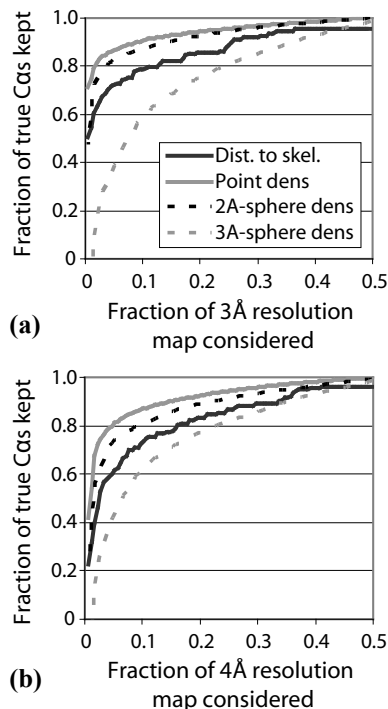 Fraction of true Cαs kept
1.0
0.8
0.6
0.4
0.2
0
Dist. to skel.
Point dens
2A-sphere dens
3A-sphere dens
0 0.1 0.2 0.3 0.4 0.5
(a)
Fraction of 3Å resolution
map considered
Fraction of true Cαs kept
1.0
0.8
0.6
0.4
0.2
0
0 0.1 0.2 0.3 0.4 0.5
(b)
Fraction of 4Å resolution
map considered